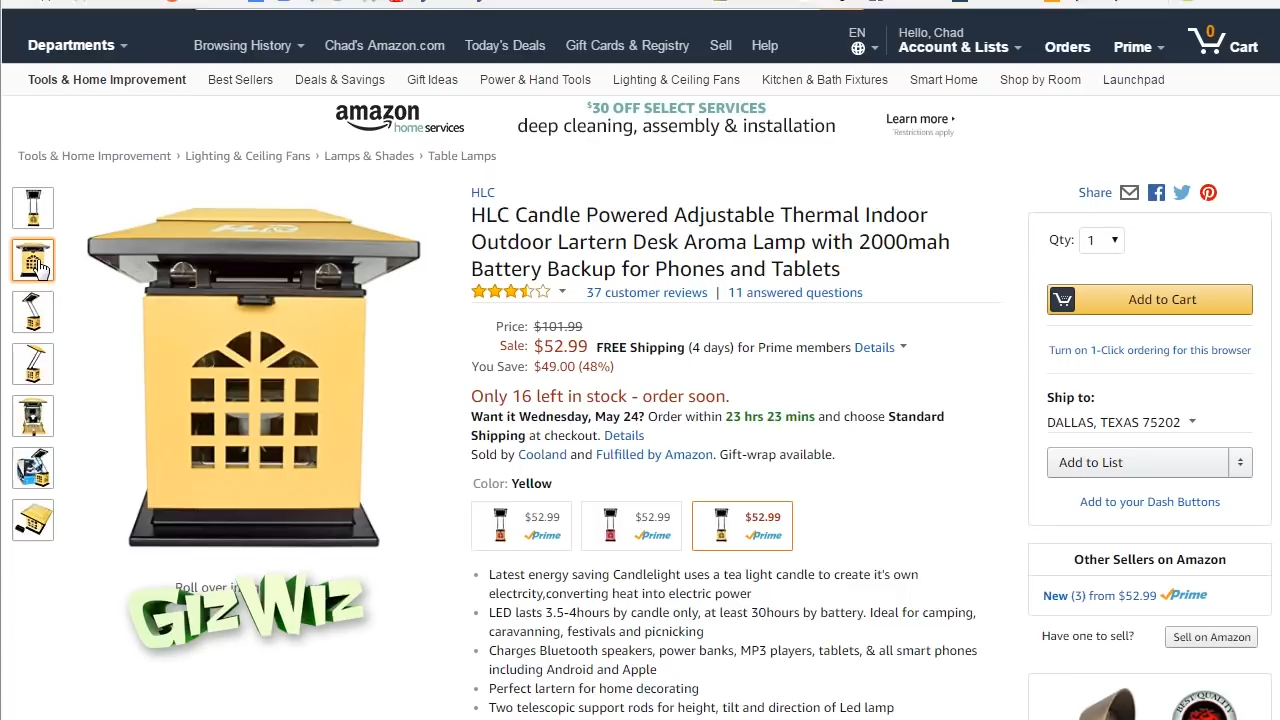 EN
Hello, Chad
0
Departments
Browsing History
Chad's Amazon.com
Today's Deals
Gift Cards & Registry
Sell
Help
Account & Lists
Orders
Prime
Cart
Tools & Home Improvement
Best Sellers
Deals & Savings
Gift Ideas
Power & Hand Tools
Lighting & Ceiling Fans
Kitchen & Bath Fixtures
Smart Home
Shop by Room
Launchpad
amazon
home services
$30 OFF SELECT SERVICES
deep cleaning, assembly & installation
Learn more
*Restrictions apply
Tools & Home Improvement › Lighting & Ceiling Fans › Lamps & Shades › Table Lamps
HLC
Share
HLC Candle Powered Adjustable Thermal Indoor
Outdoor Lartern Desk Aroma Lamp with 2000mah
Battery Backup for Phones and Tablets
37 customer reviews | 11 answered questions
Price: $101.99
Sale: $52.99 FREE Shipping (4 days) for Prime members Details
You Save: $49.00 (48%)
Only 16 left in stock - order soon.
Want it Wednesday, May 24? Order within 23 hrs 23 mins and choose Standard
Shipping at checkout. Details
Sold by Cooland and Fulfilled by Amazon. Gift-wrap available.
Color: Yellow
$52.99
Prime
$52.99
Prime
$52.99
Prime
Latest energy saving Candlelight uses a tea light candle to create it's own
electrcity,converting heat into electric power
LED lasts 3.5-4hours by candle only, at least 30hours by battery. Ideal for camping,
caravanning, festivals and picnicking
Charges Bluetooth speakers, power banks, MP3 players, tablets, & all smart phones
including Android and Apple
Perfect lartern for home decorating
Two telescopic support rods for height, tilt and direction of Led lamp
Roll over
GIZWIZ
Qty: 1
Add to Cart
Turn on 1-Click ordering for this browser
Ship to:
DALLAS, TEXAS 75202
Add to List
Add to your Dash Buttons
Other Sellers on Amazon
New (3) from $52.99 Prime
Have one to sell?
Sell on Amazon
BEST QUALITY